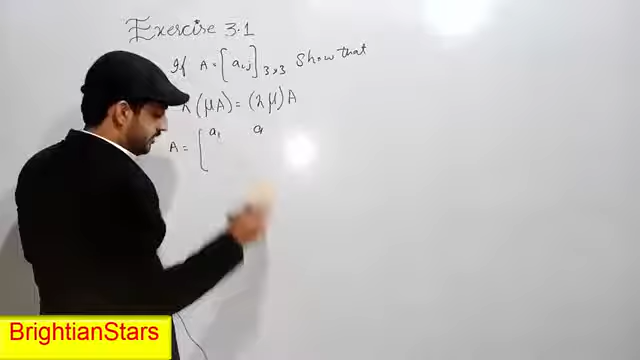 Exercise 3.1
If A = [aij]3×3 Show that
λ(μA) = (λμ)A
A = [ a1 a
BrightianStars